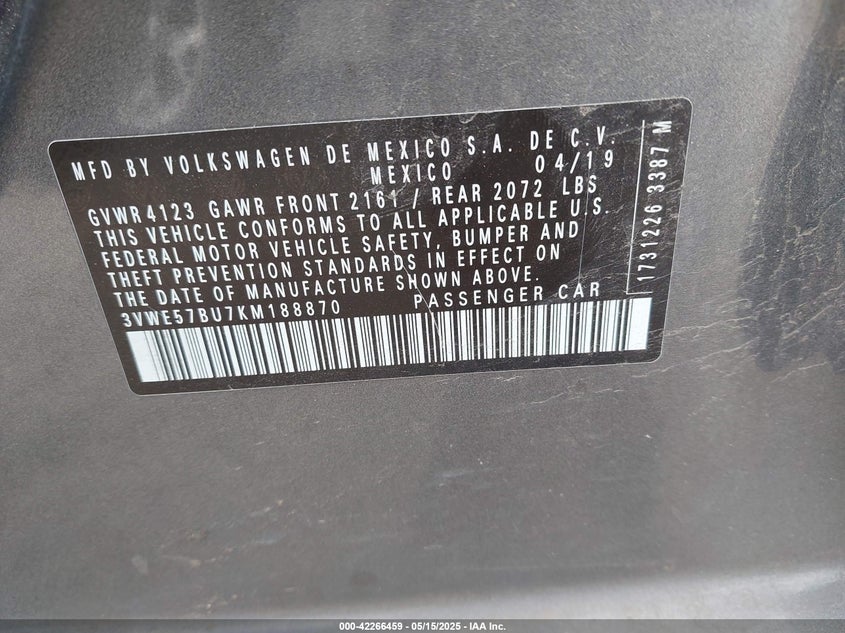 MFD BY VOLKSWAGEN DE MEXICO S.A. DE C.V.
MEXICO 04/19
GVWR 4123 GAWR FRONT 2161 / REAR 2072 LBS
THIS VEHICLE CONFORMS TO ALL APPLICABLE U.S.
FEDERAL MOTOR VEHICLE SAFETY, BUMPER AND
THEFT PREVENTION STANDARDS IN EFFECT ON
THE DATE OF MANUFACTURE SHOWN ABOVE.
3VWE57BU7KM188870 PASSENGER CAR
1731226 3387 M
000-42266459 - 05/15/2025 - IAA Inc.